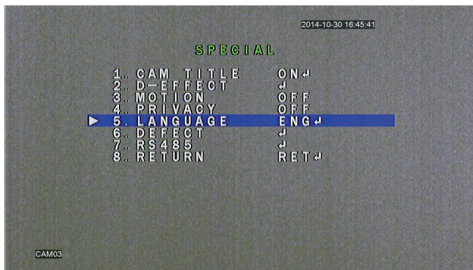 2014-10-30 16:45:41
SPECIAL
1. CAM TITLE ON↲
2. D-EFFECT ↲
3. MOTION OFF
4. PRIVACY OFF
5. LANGUAGE ENG↲
6. DEFECT ↲
7. RS485 ↲
8. RETURN RET↲
CAM03